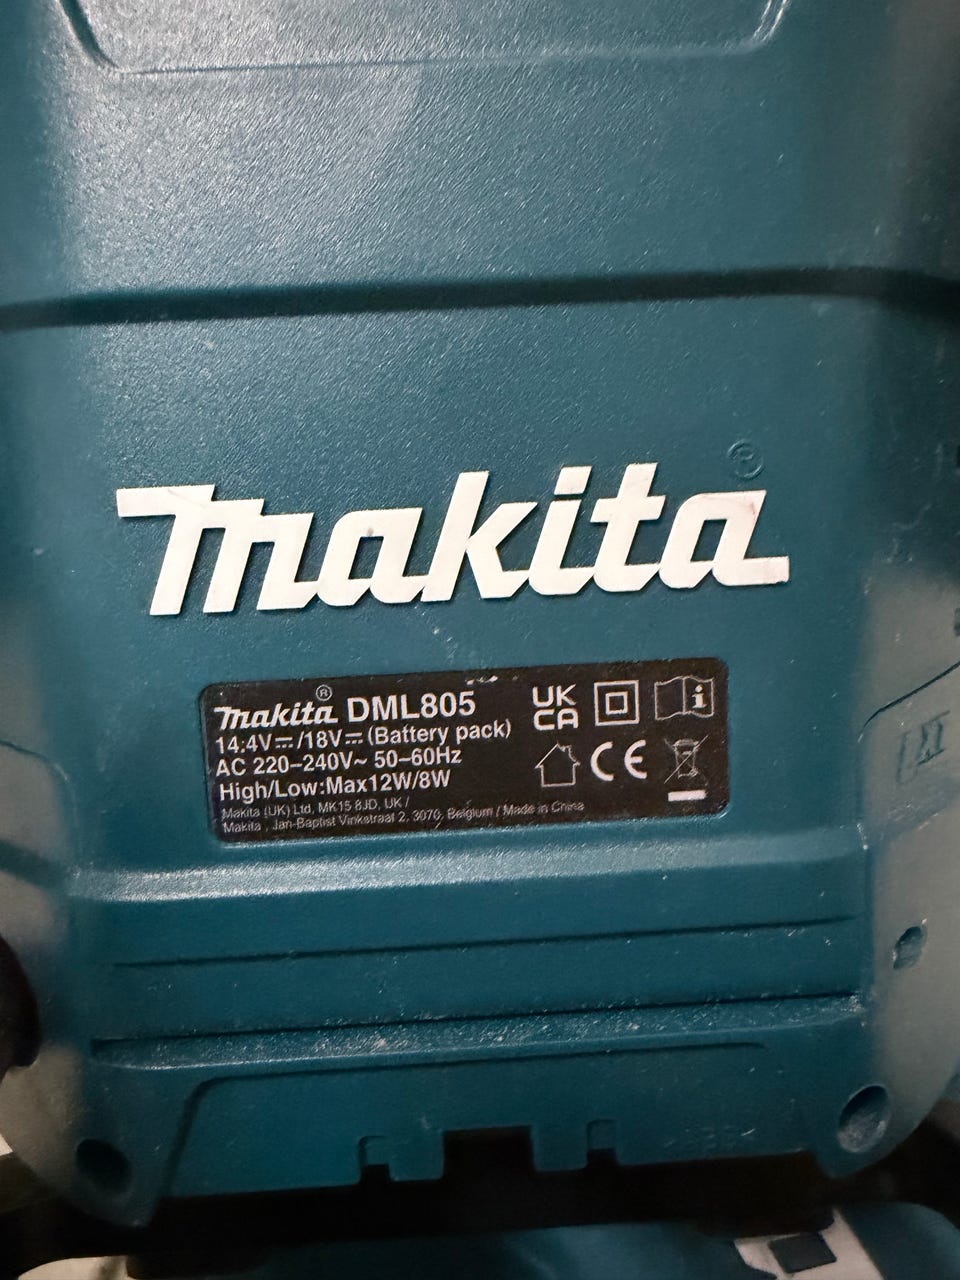 makita®
makita® DML805
14.4V⎓/18V⎓(Battery pack)
AC 220–240V~ 50–60Hz
High/Low:Max12W/8W
Makita (UK) Ltd, MK15 8JD, UK /
Makita , Jan-Baptist Vinkstraat 2, 3070, Belgium / Made in China
UK
CA
i
CE